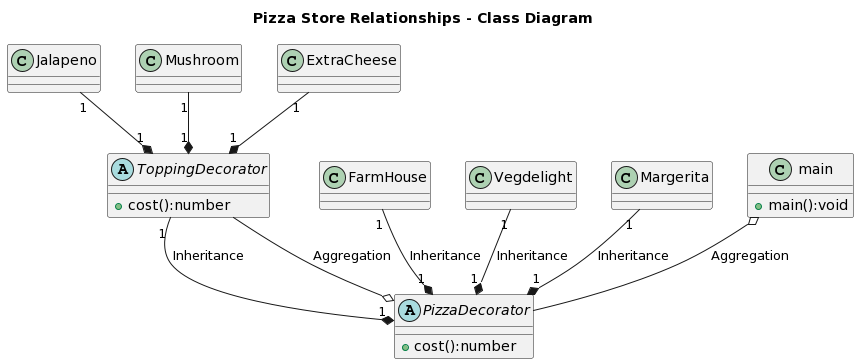 Pizza Store Relationships - Class Diagram
C Jalapeno
C Mushroom
C ExtraCheese
1 1 1
1 1 1
A ToppingDecorator
cost():number
C FarmHouse
C Vegdelight
C Margerita
C main
main():void
1 1 1 1
Inheritance
Aggregation
Inheritance
Inheritance
Inheritance
Aggregation
1 1 1
1
A PizzaDecorator
cost():number